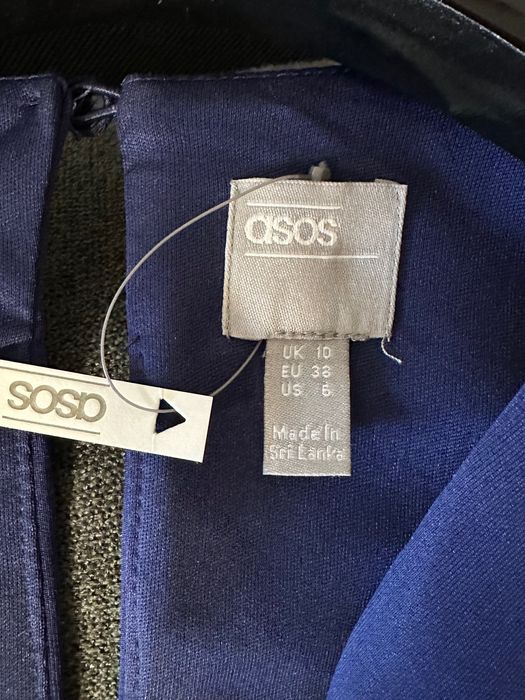 asos
UK 10
EU 38
US 6
Made in
Sri Lanka
asos